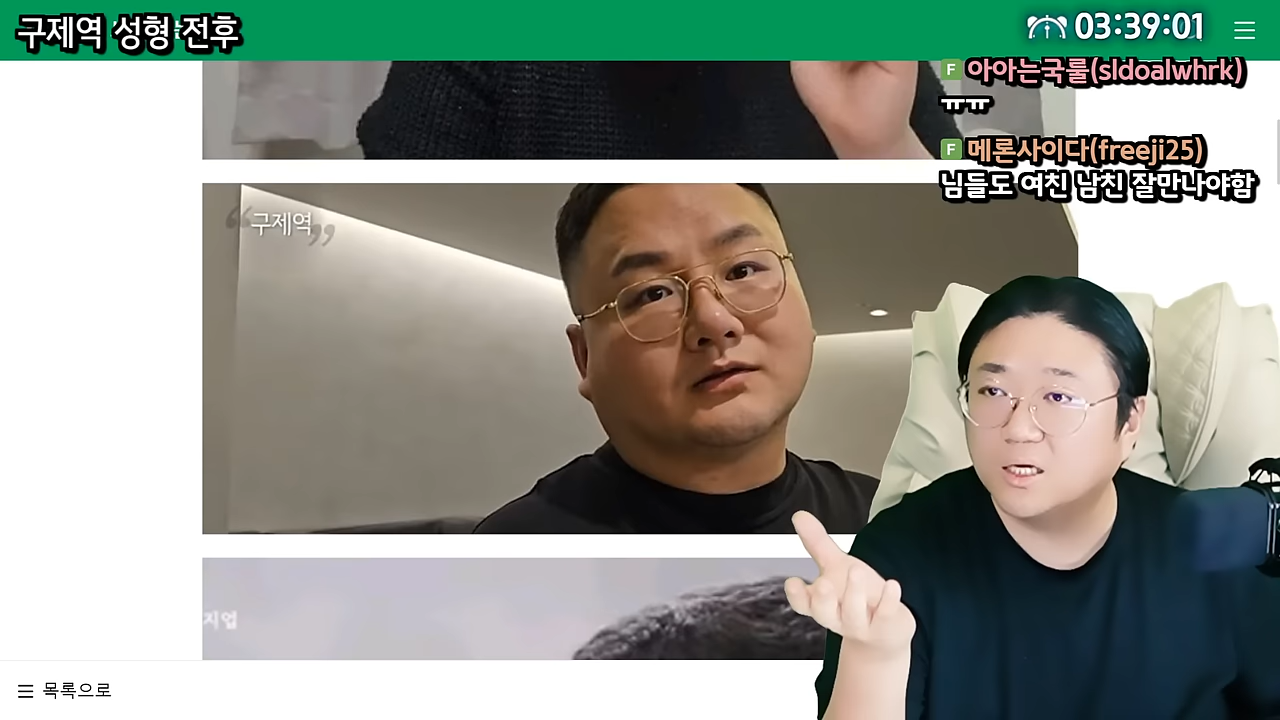 구제역 성형 전후
03:39:01
F 아아는국룰(sldoalwhrk)
ㅠㅠ
F 메론사이다(freeji25)
님들도 여친 남친 잘만나야함
“구제역”
지업
목록으로